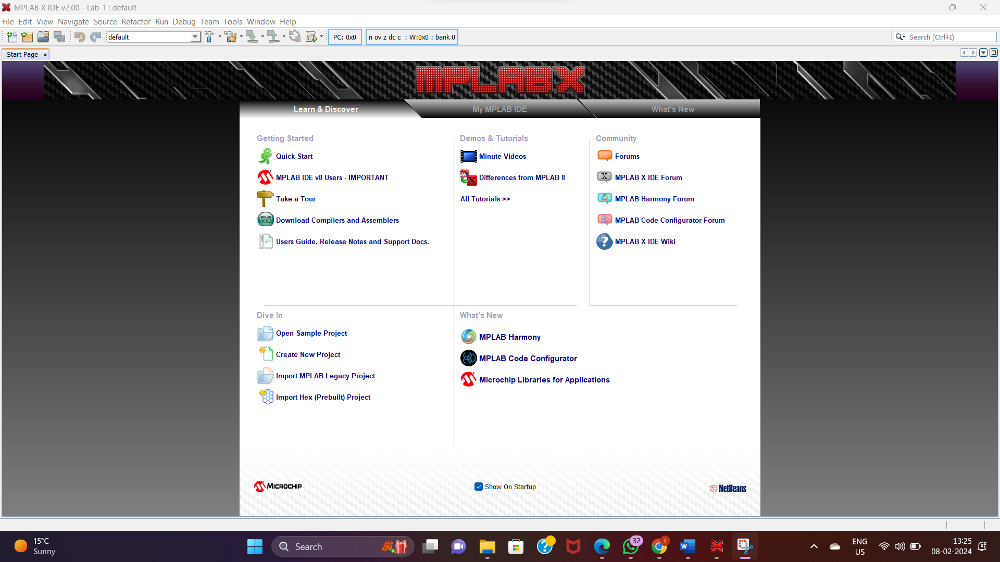 MPLAB X IDE v2.00 - Lab-1 : default
File Edit View Navigate Source Refactor Run Debug Team Tools Window Help
default
PC: 0x0
n ov z dc c : W:0x0 : bank 0
Search (Ctrl+I)
Start Page
MPLAB X
Learn & Discover
My MPLAB IDE
What's New
Getting Started
Quick Start
MPLAB IDE v8 Users - IMPORTANT
Take a Tour
MPLAB
XC
Download Compilers and Assemblers
Users Guide, Release Notes and Support Docs.
Demos & Tutorials
Minute Videos
Differences from MPLAB 8
All Tutorials >>
Community
Forums
X
MPLAB X IDE Forum
MPLAB Harmony Forum
MPLAB Code Configurator Forum
?
MPLAB X IDE Wiki
Dive In
Open Sample Project
Create New Project
Import MPLAB Legacy Project
Import Hex (Prebuilt) Project
What's New
MPLAB Harmony
MPLAB Code Configurator
Microchip Libraries for Applications
MICROCHIP
Show On Startup
NetBeans
15°C
Sunny
Search
?
32
!
W
ENG
US
13:25
08-02-2024